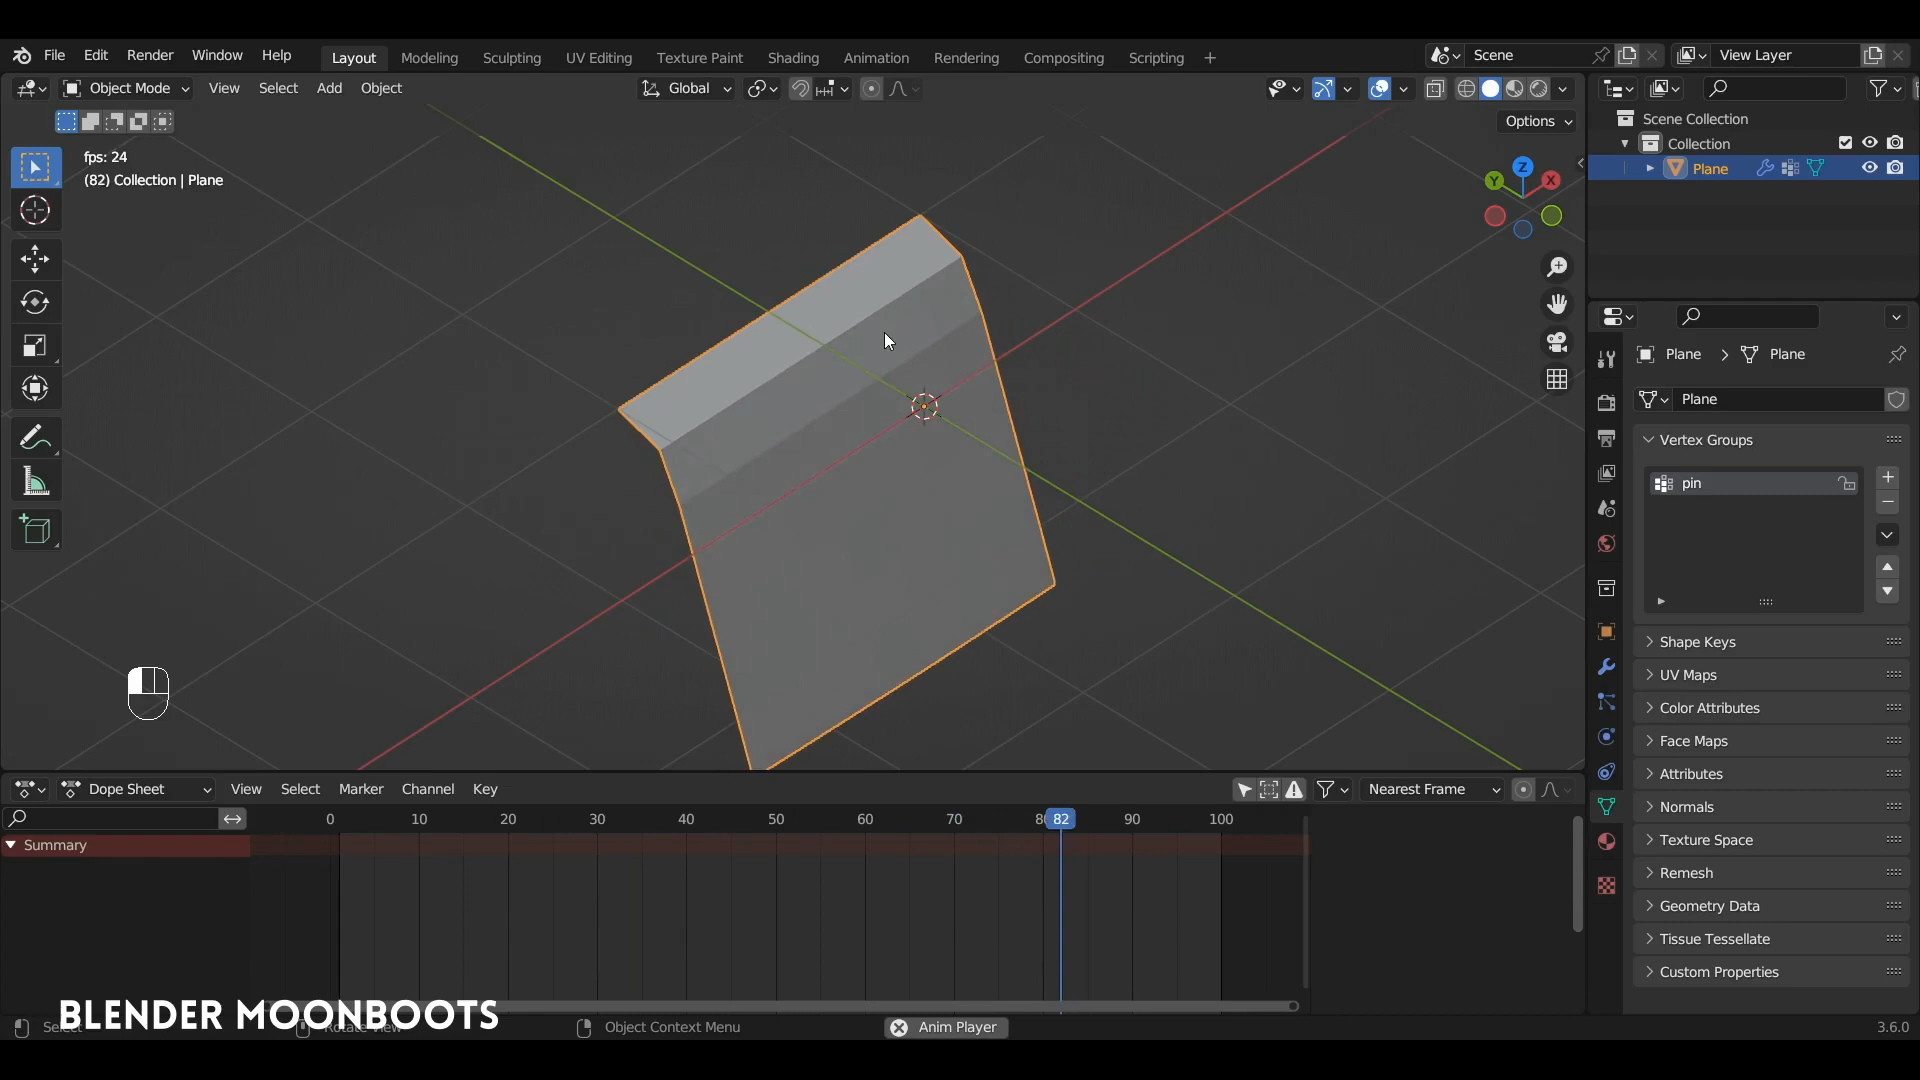 File Edit Render Window Help Layout Modeling Sculpting UV Editing Texture Paint Shading Animation Rendering Compositing Scripting + Scene View Layer
Object Mode View Select Add Object Global
Options
fps: 24
(82) Collection | Plane
Z
Y
X
Scene Collection
Collection
Plane
Plane Plane
Plane
Vertex Groups
pin
Shape Keys
UV Maps
Color Attributes
Face Maps
Attributes
Normals
Texture Space
Remesh
Geometry Data
Tissue Tessellate
Custom Properties
Dope Sheet View Select Marker Channel Key Nearest Frame
0 10 20 30 40 50 60 70 82 90 100
Summary
BLENDER MOONBOOTS
Object Context Menu Anim Player 3.6.0